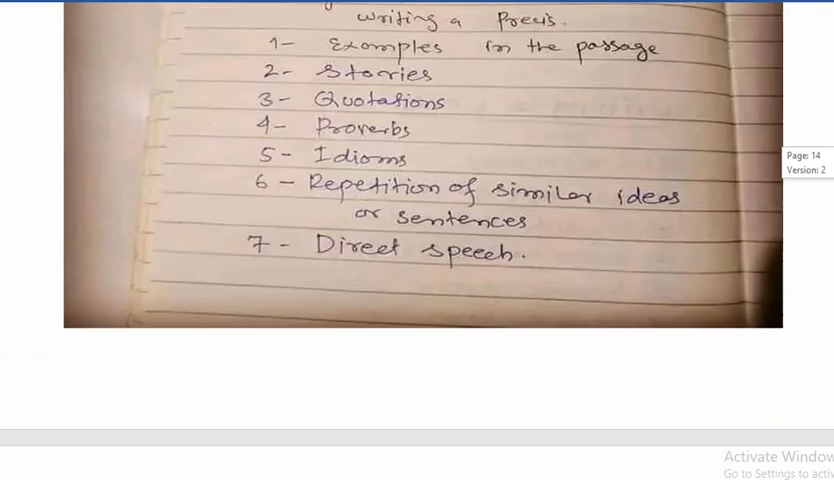 writing a Precis.
1- Examples in the passage
2- Stories
3- Quotations
4- Proverbs
5- Idioms
6- Repetition of similar ideas
or sentences
7- Direct speech.
Page: 14
Version: 2
Activate Window
Go to Settings to activ